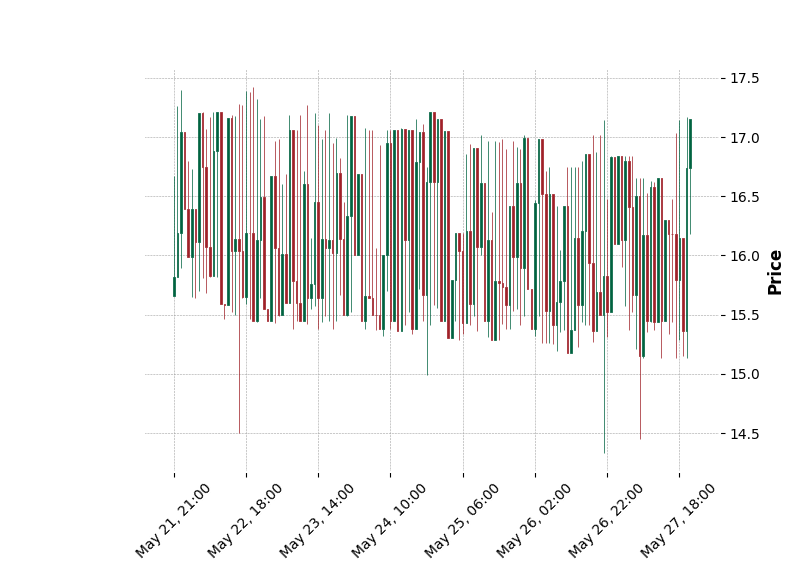 17.5
17.0
16.5
16.0
15.5
15.0
14.5
Price
May 21, 21:00
May 22, 18:00
May 23, 14:00
May 24, 10:00
May 25, 06:00
May 26, 02:00
May 26, 22:00
May 27, 18:00